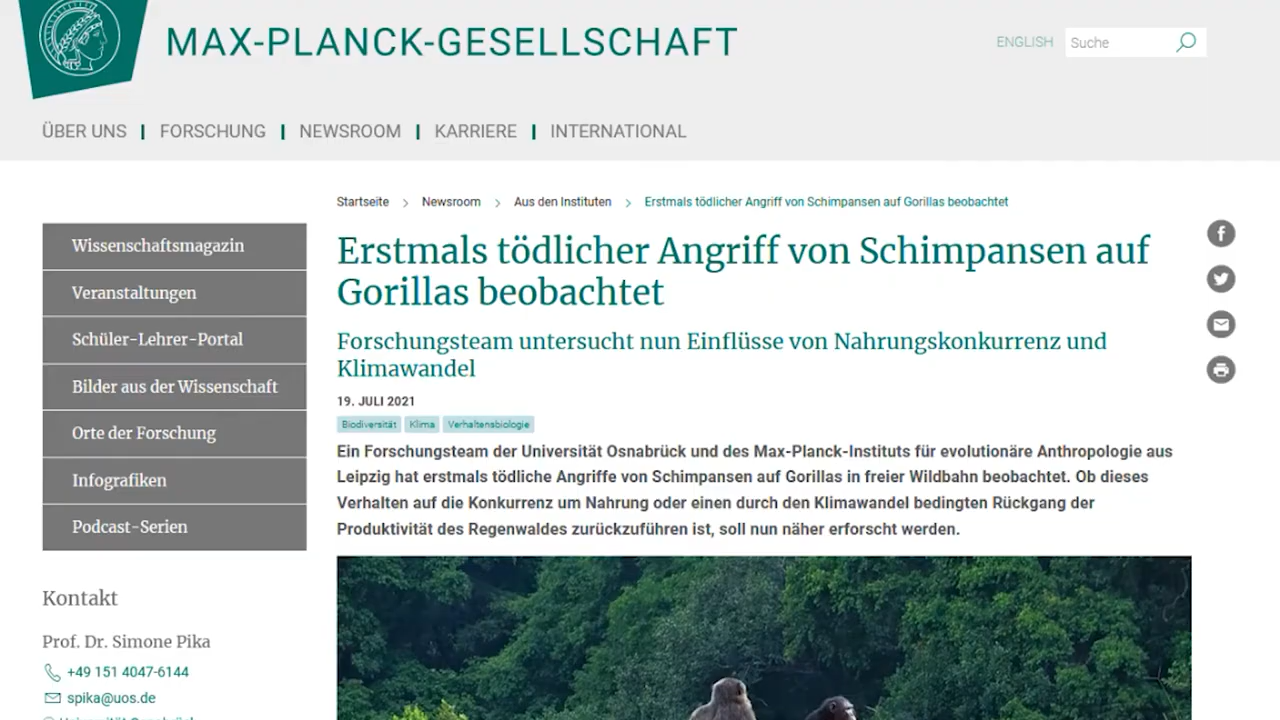 MAX-PLANCK-GESELLSCHAFT
ENGLISH
Suche
ÜBER UNS
FORSCHUNG
NEWSROOM
KARRIERE
INTERNATIONAL
Startseite
Newsroom
Aus den Instituten
Erstmals tödlicher Angriff von Schimpansen auf Gorillas beobachtet
Wissenschaftsmagazin
Veranstaltungen
Schüler-Lehrer-Portal
Bilder aus der Wissenschaft
Orte der Forschung
Infografiken
Podcast-Serien
Kontakt
Prof. Dr. Simone Pika
+49 151 4047-6144
spika@uos.de
Erstmals tödlicher Angriff von Schimpansen auf
Gorillas beobachtet
Forschungsteam untersucht nun Einflüsse von Nahrungskonkurrenz und
Klimawandel
19. JULI 2021
Biodiversität
Klima
Verhaltensbiologie
Ein Forschungsteam der Universität Osnabrück und des Max-Planck-Instituts für evolutionäre Anthropologie aus
Leipzig hat erstmals tödliche Angriffe von Schimpansen auf Gorillas in freier Wildbahn beobachtet. Ob dieses
Verhalten auf die Konkurrenz um Nahrung oder einen durch den Klimawandel bedingten Rückgang der
Produktivität des Regenwaldes zurückzuführen ist, soll nun näher erforscht werden.